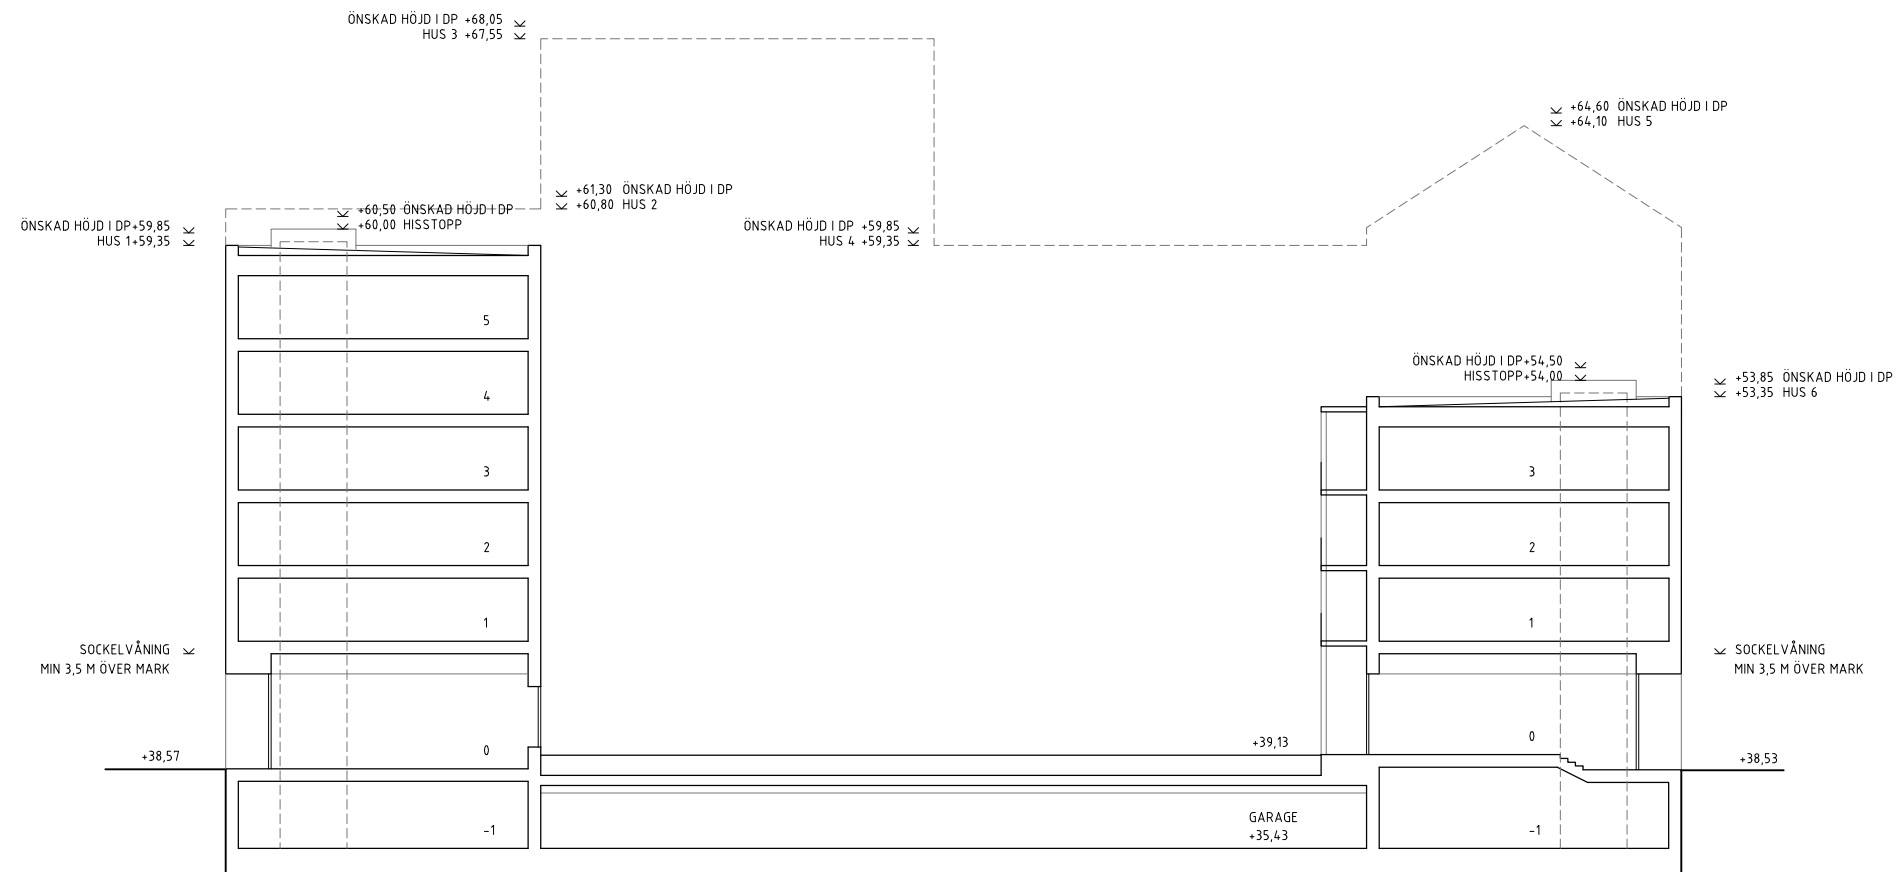 ÖNSKAD HÖJD I DP +68,05
HUS 3 +67,55
+64,60 ÖNSKAD HÖJD I DP
+64,10 HUS 5
+61,30 ÖNSKAD HÖJD I DP
+60,80 HUS 2
+60,50 ÖNSKAD HÖJD I DP
+60,00 HISSTOPP
ÖNSKAD HÖJD I DP+59,85
HUS 1+59,35
ÖNSKAD HÖJD I DP +59,85
HUS 4 +59,35
5
ÖNSKAD HÖJD I DP+54,50
HISSTOPP+54,00
+53,85 ÖNSKAD HÖJD I DP
+53,35 HUS 6
4
3
3
2
2
1
1
SOCKELVÅNING
MIN 3,5 M ÖVER MARK
SOCKELVÅNING
MIN 3,5 M ÖVER MARK
+38,57
0
+39,13
0
+38,53
-1
GARAGE
+35,43
-1